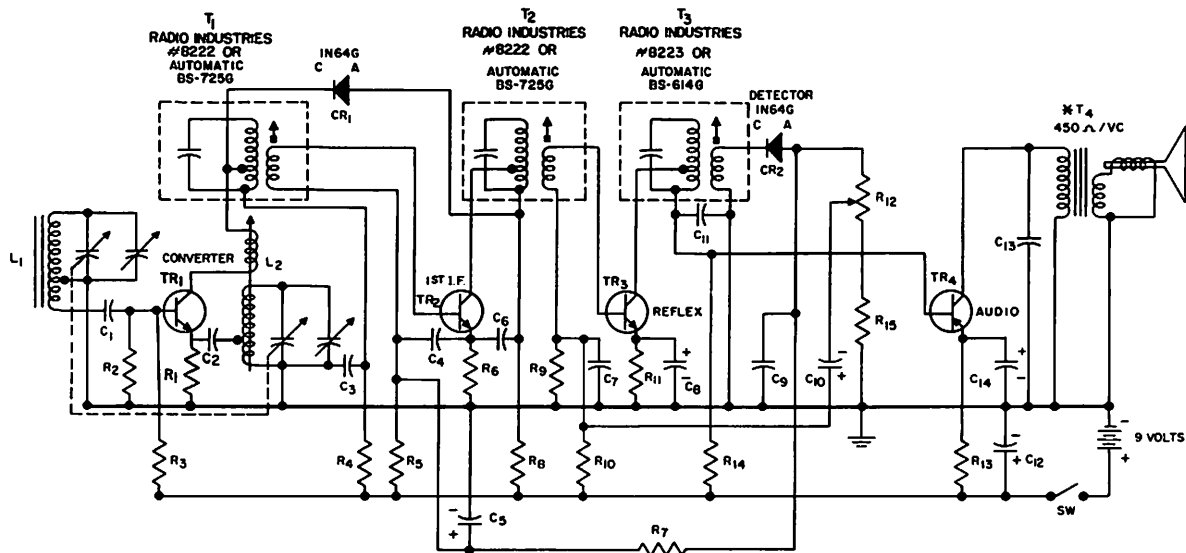 T1
RADIO INDUSTRIES
#8222 OR
AUTOMATIC
BS-725G
1N64G
C A
CR1
T2
RADIO INDUSTRIES
#8222 OR
AUTOMATIC
BS-725G
T3
RADIO INDUSTRIES
#8223 OR
AUTOMATIC
BS-614G
DETECTOR
1N64G
C A
CR2
*T4
450 Ω/VC
L1
CONVERTER
TR1
L2
1ST I.F.
TR2
TR3
REFLEX
TR4
AUDIO
C11
R12
C13
C1
R2
R1
C2
C3
C4
R6
C6
R9
C7
R11
+
- C8
C9
C10
-
+
R15
C14
+
-
R3
R4
R5
R8
R10
R14
R13
-
+ C12
-
+
9 VOLTS
SW
-
+
C5
R7